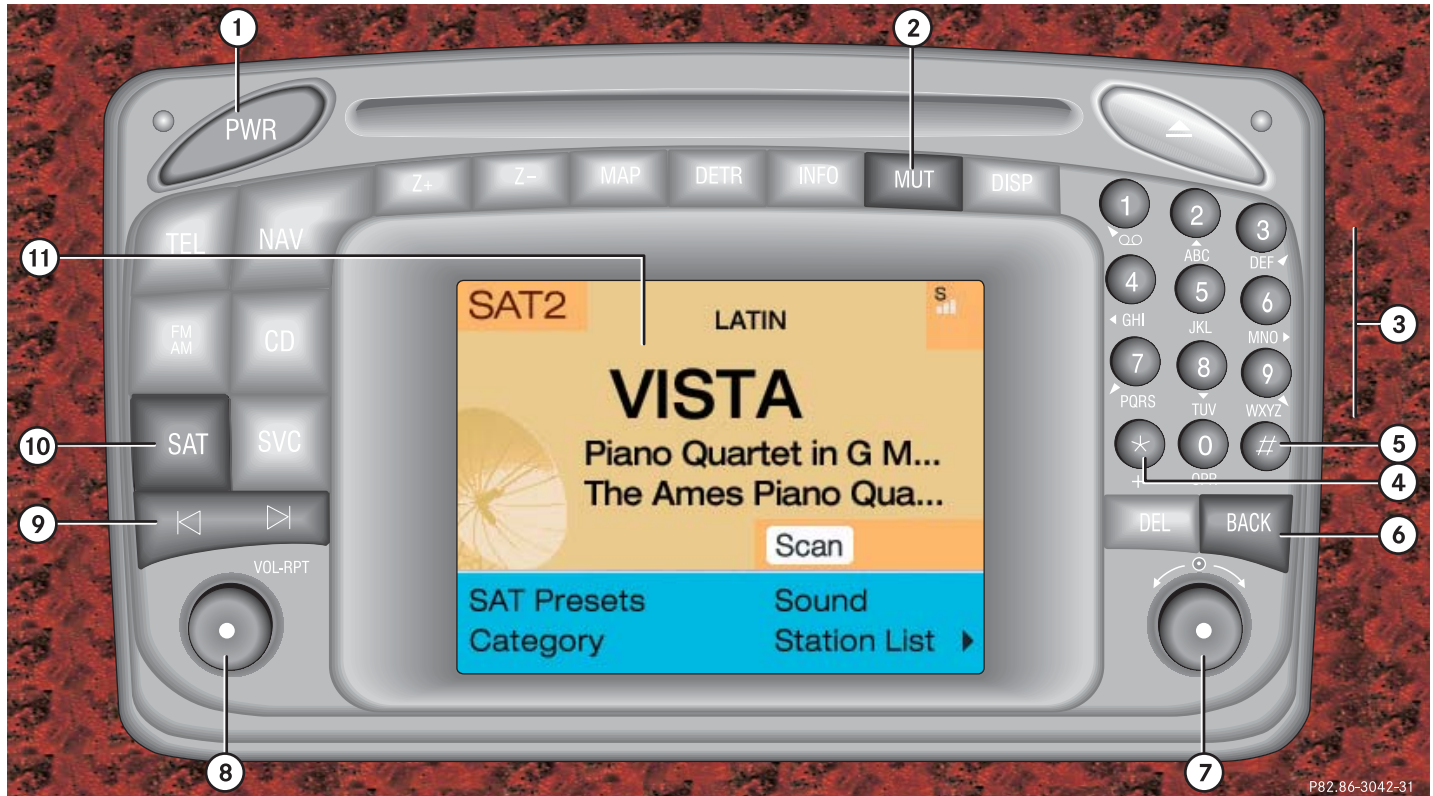 1
2
PWR
Z+
Z−
MAP
DETR
INFO
MUT
DISP
TEL
NAV
FM
AM
CD
SAT
SVC
VOL-RPT
11
10
9
8
SAT2
S
LATIN
VISTA
Piano Quartet in G M...
The Ames Piano Qua...
Scan
SAT Presets
Sound
Category
Station List
1
2
3
ABC
DEF
4
5
6
GHI
JKL
MNO
7
8
9
PQRS
TUV
WXYZ
*
0
#
+
OPR
DEL
BACK
3
5
4
6
7
P82.86-3042-31